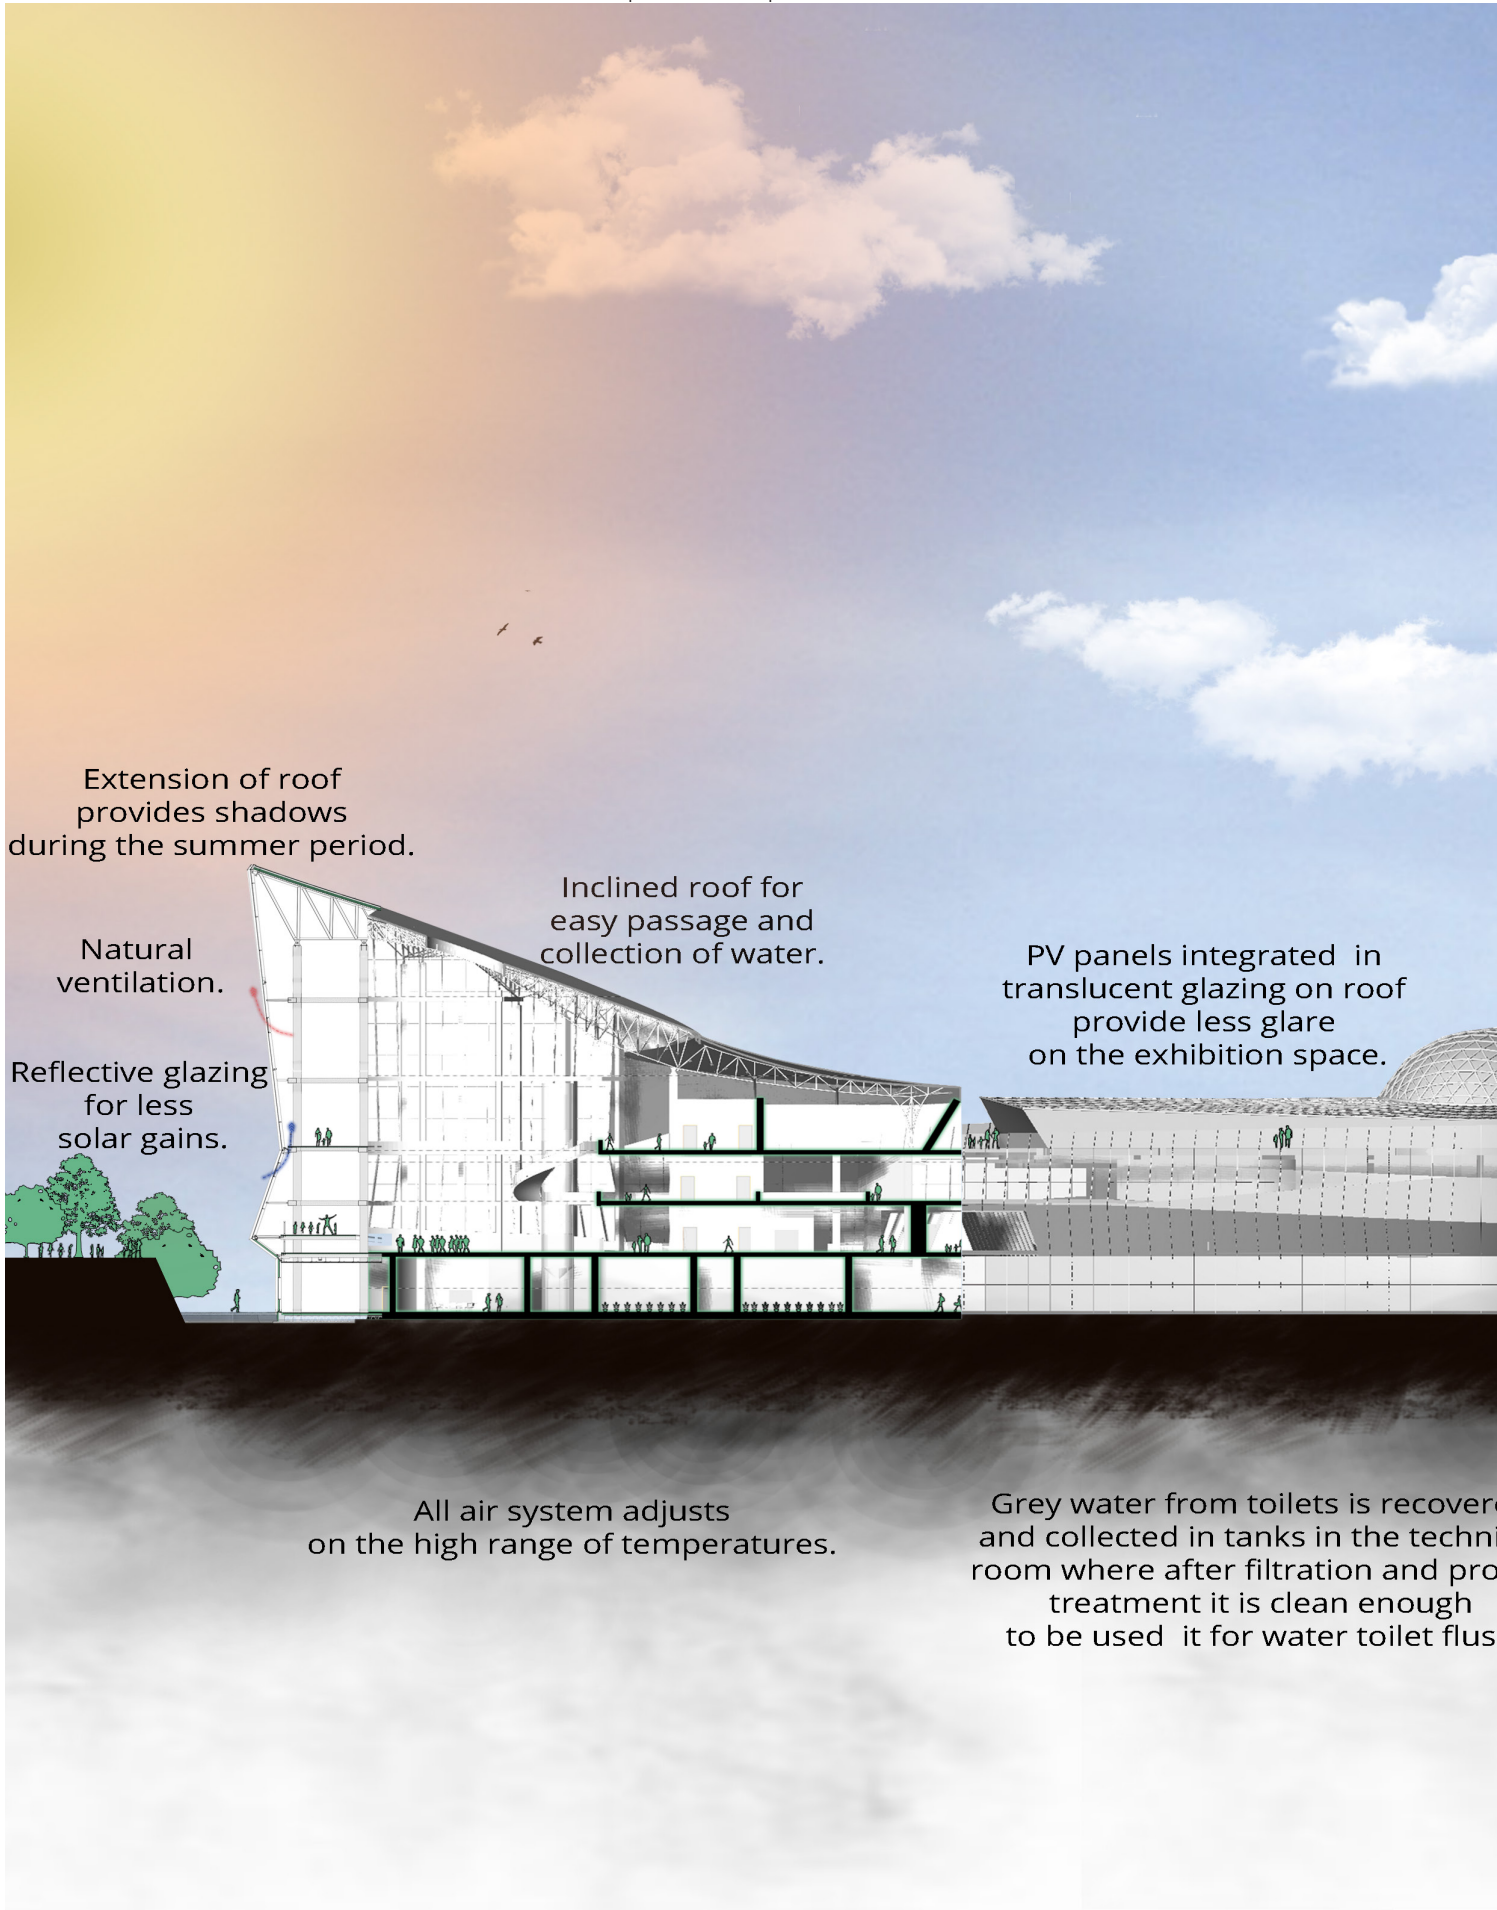 Extension of roof
provides shadows
during the summer period.
Inclined roof for
easy passage and
collection of water.
Natural
ventilation.
PV panels integrated in
translucent glazing on roof
provide less glare
on the exhibition space.
Reflective glazing
for less
solar gains.
All air system adjusts
on the high range of temperatures.
Grey water from toilets is
and collected in tanks in the
room where after filtration and
treatment it is clean enough
to be used it for water toilet